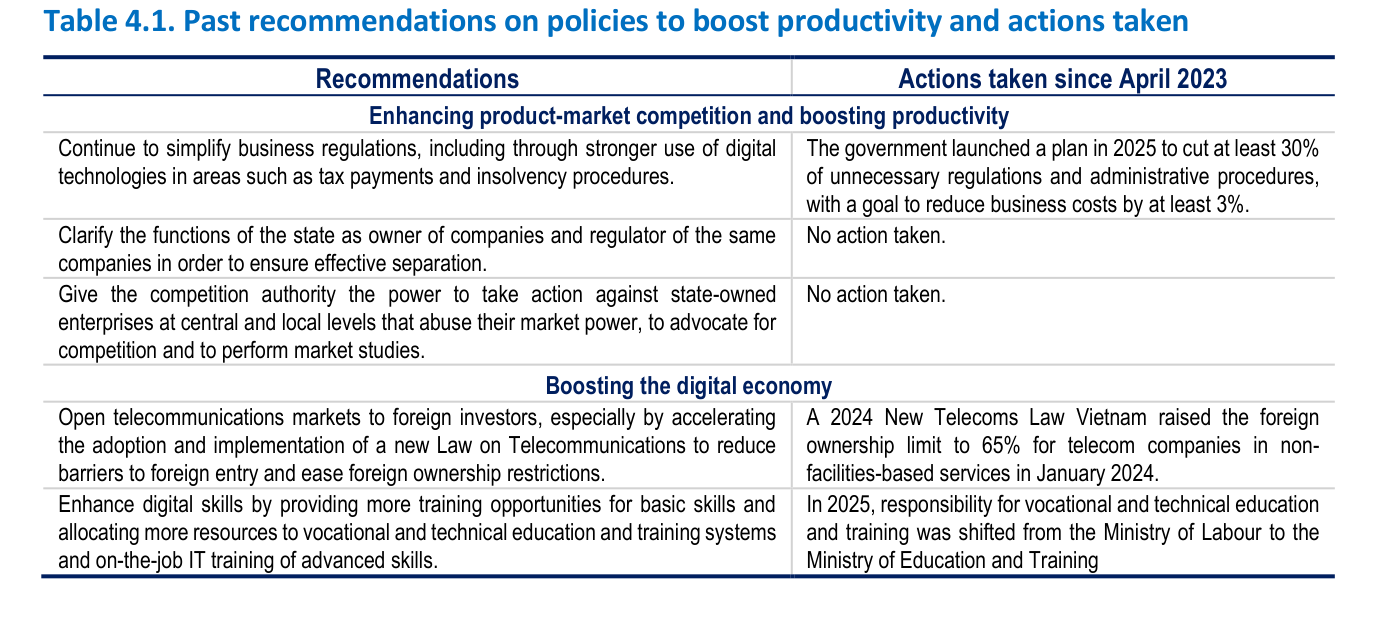 Table 4.1. Past recommendations on policies to boost productivity and actions taken
Recommendations
Actions taken since April 2023
Enhancing product-market competition and boosting productivity
Continue to simplify business regulations, including through stronger use of digital
technologies in areas such as tax payments and insolvency procedures.
The government launched a plan in 2025 to cut at least 30%
of unnecessary regulations and administrative procedures,
with a goal to reduce business costs by at least 3%.
Clarify the functions of the state as owner of companies and regulator of the same
companies in order to ensure effective separation.
No action taken.
Give the competition authority the power to take action against state-owned
enterprises at central and local levels that abuse their market power, to advocate for
competition and to perform market studies.
No action taken.
Boosting the digital economy
Open telecommunications markets to foreign investors, especially by accelerating
the adoption and implementation of a new Law on Telecommunications to reduce
barriers to foreign entry and ease foreign ownership restrictions.
A 2024 New Telecoms Law Vietnam raised the foreign
ownership limit to 65% for telecom companies in non-
facilities-based services in January 2024.
Enhance digital skills by providing more training opportunities for basic skills and
allocating more resources to vocational and technical education and training systems
and on-the-job IT training of advanced skills.
In 2025, responsibility for vocational and technical education
and training was shifted from the Ministry of Labour to the
Ministry of Education and Training